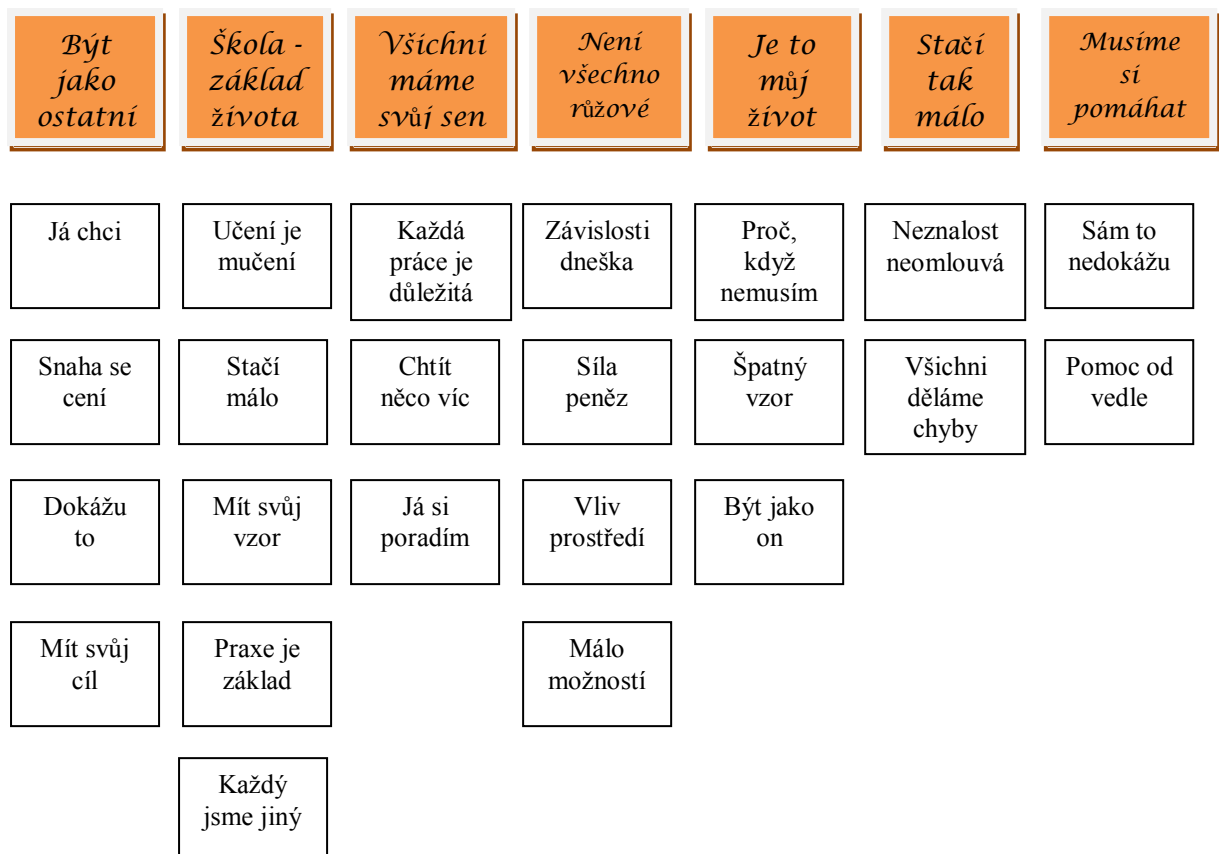 Být
jako
ostatní
Škola -
základ
života
Všichni
máme
svůj sen
Není
všechno
růžové
Je to
můj
život
Stačí
tak
málo
Musíme
si
pomáhat
Já chci
Učení je
mučení
Každá
práce je
důležitá
Závislosti
dneška
Proč,
když
nemusím
Neznalost
neomlouvá
Sám to
nedokážu
Snaha se
cení
Stačí
málo
Chtít
něco víc
Síla
peněz
Špatný
vzor
Všichni
děláme
chyby
Pomoc od
vedle
Dokážu
to
Mít svůj
vzor
Já si
poradím
Vliv
prostředí
Být jako
on
Mít svůj
cíl
Praxe je
základ
Málo
možností
Každý
jsme jiný